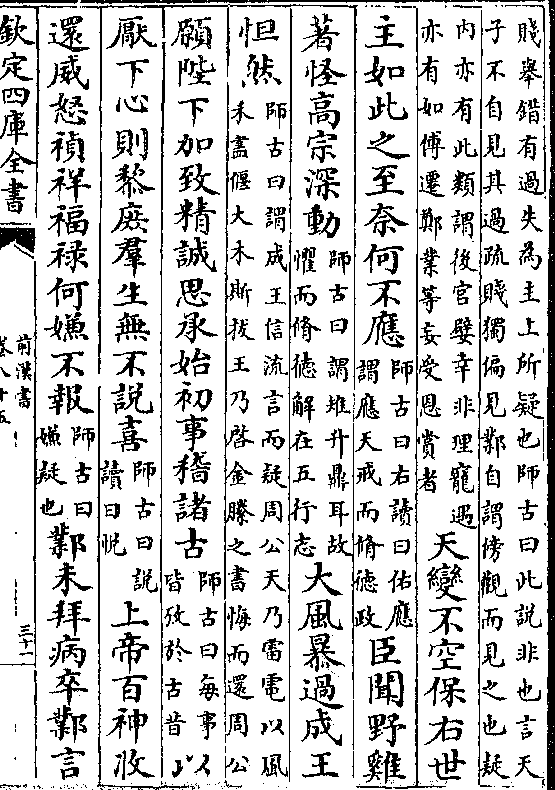 賤舉錯有過失為主上所疑也師古曰此說非也言天
子不自見其過疏賤獨偏見鄴自謂傍觀而見之也疑
内亦有此類謂後宫嬖幸非理寵遇
亦有如傅遷鄭業等妄受恩賞者
天變不空保右世
主如此之至奈何不應
師古曰右讀曰佑應
謂應天戒而脩徳政
臣聞野雞
著怪高宗深動
師古曰謂雉升鼎耳故
懼而脩徳解在五行志
大風暴過成王
怛然
師古曰謂成王信流言而疑周公天乃雷電以風
禾盡偃大木斯拔王乃啓金縢之書悔而還周公
願陛下加致精誠思承始初事稽諸古
師古曰每事以
皆攷於古昔以
厭下心則黎庶羣生無不說喜
師古曰說
讀曰恱
上帝百神收
還威怒禎祥福禄何嫌不報
師古曰
嫌疑也
鄴未拜病卒鄴言
欽定四庫全書
前漢書
卷八十五
三十一